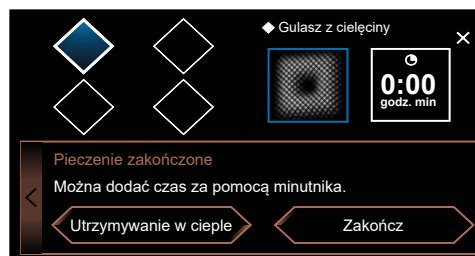 Gulasz z cielęciny
0:00
godz. min
Pieczenie zakończone
Można dodać czas za pomocą minutnika.
Utrzymywanie w cieple
Zakończ